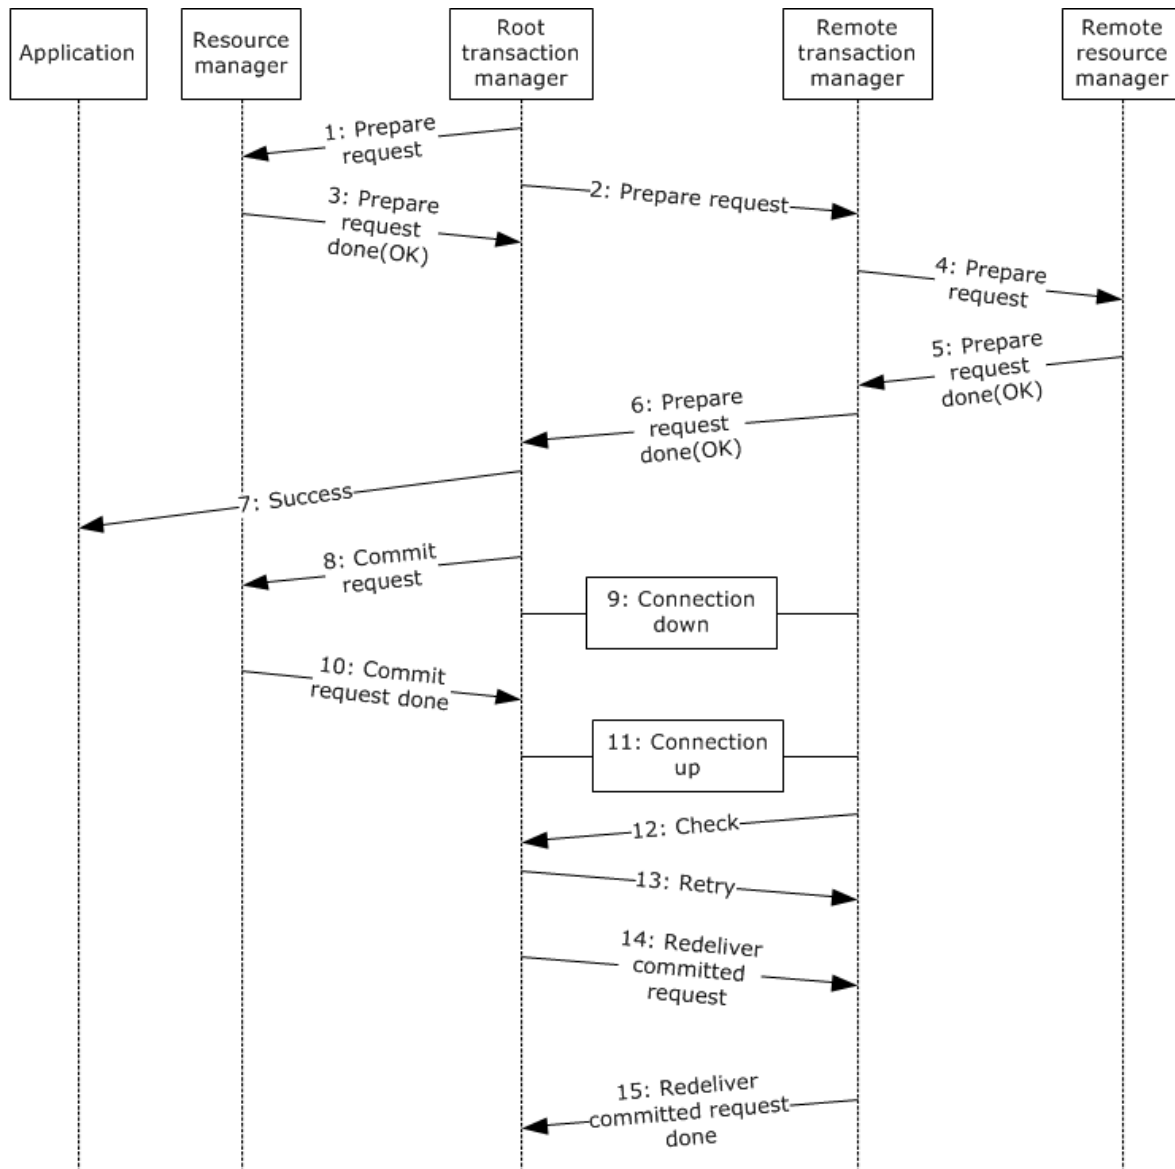 Application
Resource
manager
Root
transaction
manager
Remote
transaction
manager
Remote
resource
manager
1: Prepare
request
2: Prepare request
3: Prepare
request
done(OK)
4: Prepare
request
5: Prepare
request
done(OK)
6: Prepare
request
done(OK)
7: Success
8: Commit
request
9: Connection
down
10: Commit
request done
11: Connection
up
12: Check
13: Retry
14: Redeliver
committed
request
15: Redeliver
committed request
done